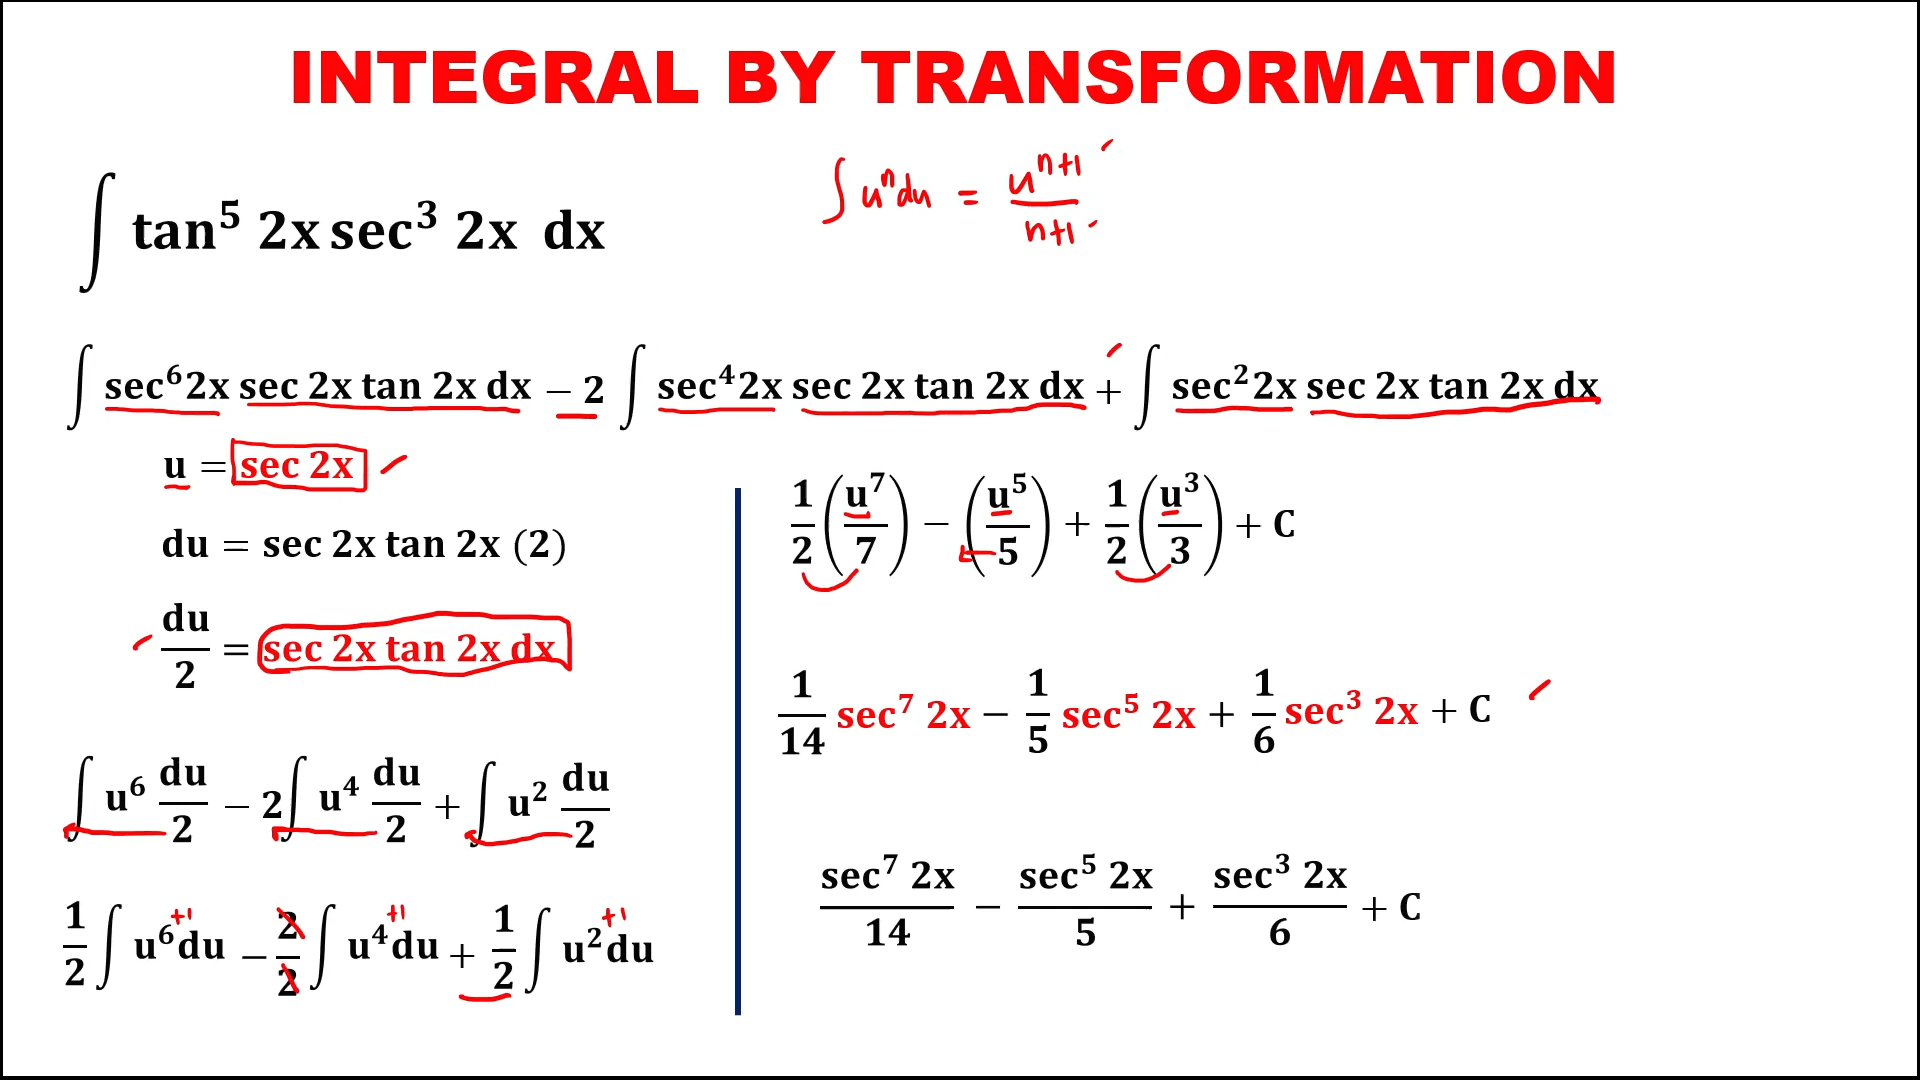 INTEGRAL BY TRANSFORMATION
∫ uⁿ du = uⁿ⁺¹ / n+1
∫ tan⁵ 2x sec³ 2x dx
∫ sec⁶2x sec 2x tan 2x dx − 2 ∫ sec⁴2x sec 2x tan 2x dx + ∫ sec²2x sec 2x tan 2x dx
u = sec 2x
du = sec 2x tan 2x (2)
du/2 = sec 2x tan 2x dx
∫ u⁶ du/2 − 2∫ u⁴ du/2 + ∫ u² du/2
+1 +1 +1
1/2 ∫ u⁶du − 2/2 ∫ u⁴du + 1/2 ∫ u²du
1/2 (u⁷/7) − (u⁵/5) + 1/2 (u³/3) + C
1/14 sec⁷ 2x − 1/5 sec⁵ 2x + 1/6 sec³ 2x + C
sec⁷ 2x/14 − sec⁵ 2x/5 + sec³ 2x/6 + C